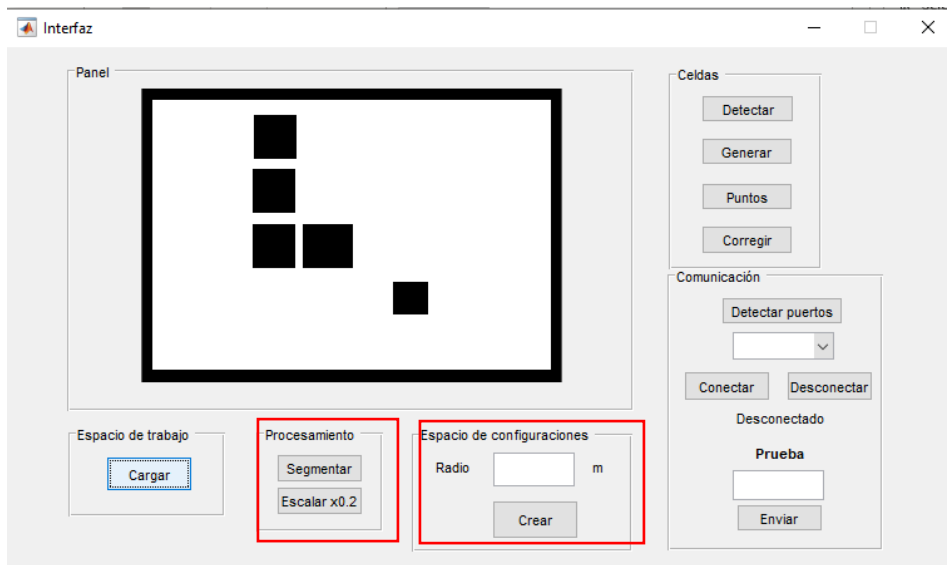 Interfaz
Panel
Celdas
Detectar
Generar
Puntos
Corregir
Comunicación
Detectar puertos
Conectar
Desconectar
Desconectado
Prueba
Enviar
Espacio de trabajo
Cargar
Procesamiento
Segmentar
Escalar x0.2
Espacio de configuraciones
Radio m
Crear